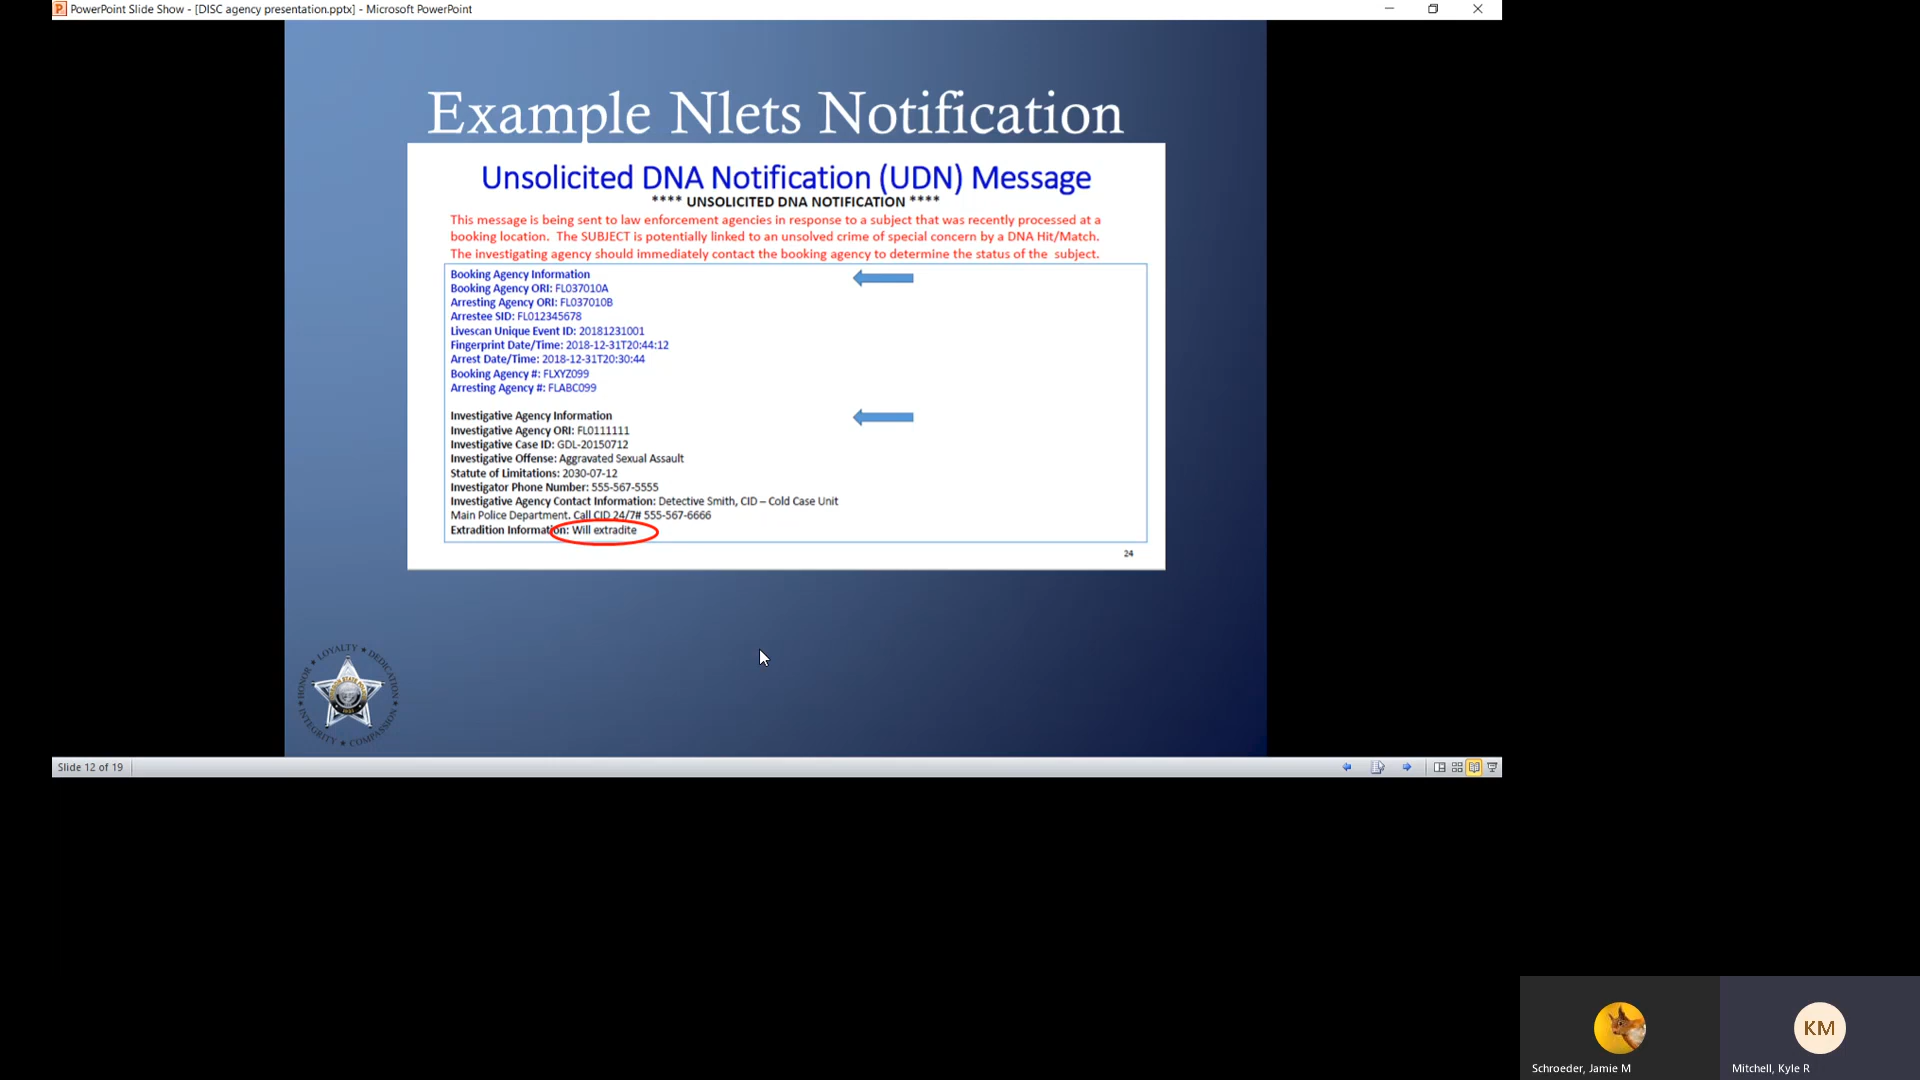 PowerPoint Slide Show - [DISC agency presentation.pptx] - Microsoft PowerPoint
Example Nlets Notification
Unsolicited DNA Notification (UDN) Message
**** UNSOLICITED DNA NOTIFICATION ****
This message is being sent to law enforcement agencies in response to a subject that was recently processed at a
booking location. The SUBJECT is potentially linked to an unsolved crime of special concern by a DNA Hit/Match.
The investigating agency should immediately contact the booking agency to determine the status of the subject.
Booking Agency Information
Booking Agency ORI: FL037010A
Arresting Agency ORI: FL037010B
Arrestee SID: FL012345678
Livescan Unique Event ID: 20181231001
Fingerprint Date/Time: 2018-12-31T20:44:12
Arrest Date/Time: 2018-12-31T20:30:44
Booking Agency #: FLXYZ099
Arresting Agency #: FLABC099
Investigative Agency Information
Investigative Agency ORI: FL0111111
Investigative Case ID: GDL-20150712
Investigative Offense: Aggravated Sexual Assault
Statute of Limitations: 2030-07-12
Investigator Phone Number: 555-567-5555
Investigative Agency Contact Information: Detective Smith, CID – Cold Case Unit
Main Police Department. Call CID 24/7# 555-567-6666
Extradition Information: Will extradite
24
HONOR ★ LOYALTY ★ DEDICATION
INTEGRITY ★ COMPASSION
Slide 12 of 19
KM
Schroeder, Jamie M
Mitchell, Kyle R